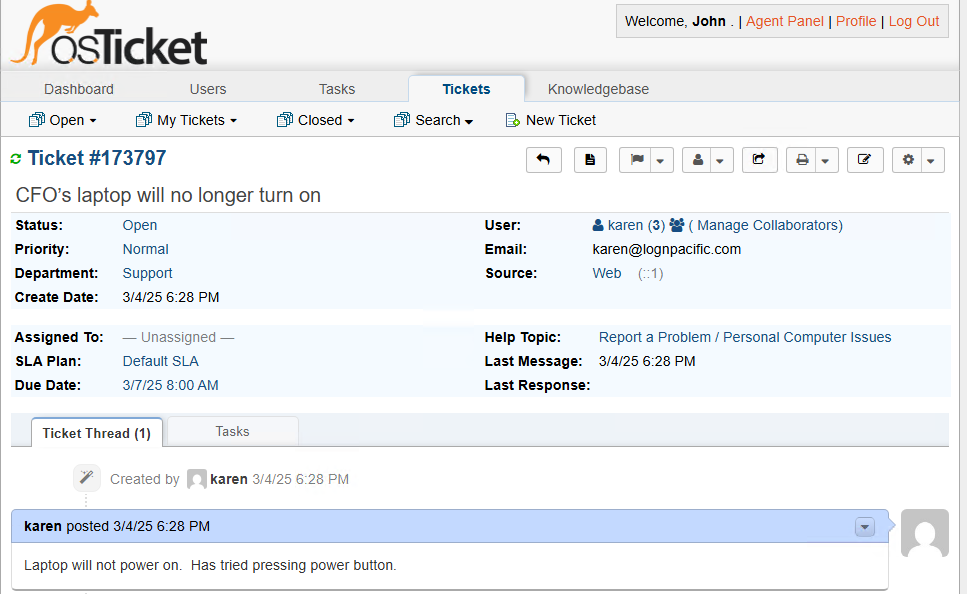 osTicket
Welcome, John . | Agent Panel | Profile | Log Out
Dashboard Users Tasks Tickets Knowledgebase
Open My Tickets Closed Search New Ticket
Ticket #173797
CFO’s laptop will no longer turn on
Status: Open User: karen (3) ( Manage Collaborators)
Priority: Normal Email: karen@lognpacific.com
Department: Support Source: Web (::1)
Create Date: 3/4/25 6:28 PM
Assigned To: — Unassigned — Help Topic: Report a Problem / Personal Computer Issues
SLA Plan: Default SLA Last Message: 3/4/25 6:28 PM
Due Date: 3/7/25 8:00 AM Last Response:
Ticket Thread (1) Tasks
Created by karen 3/4/25 6:28 PM
karen posted 3/4/25 6:28 PM
Laptop will not power on. Has tried pressing power button.